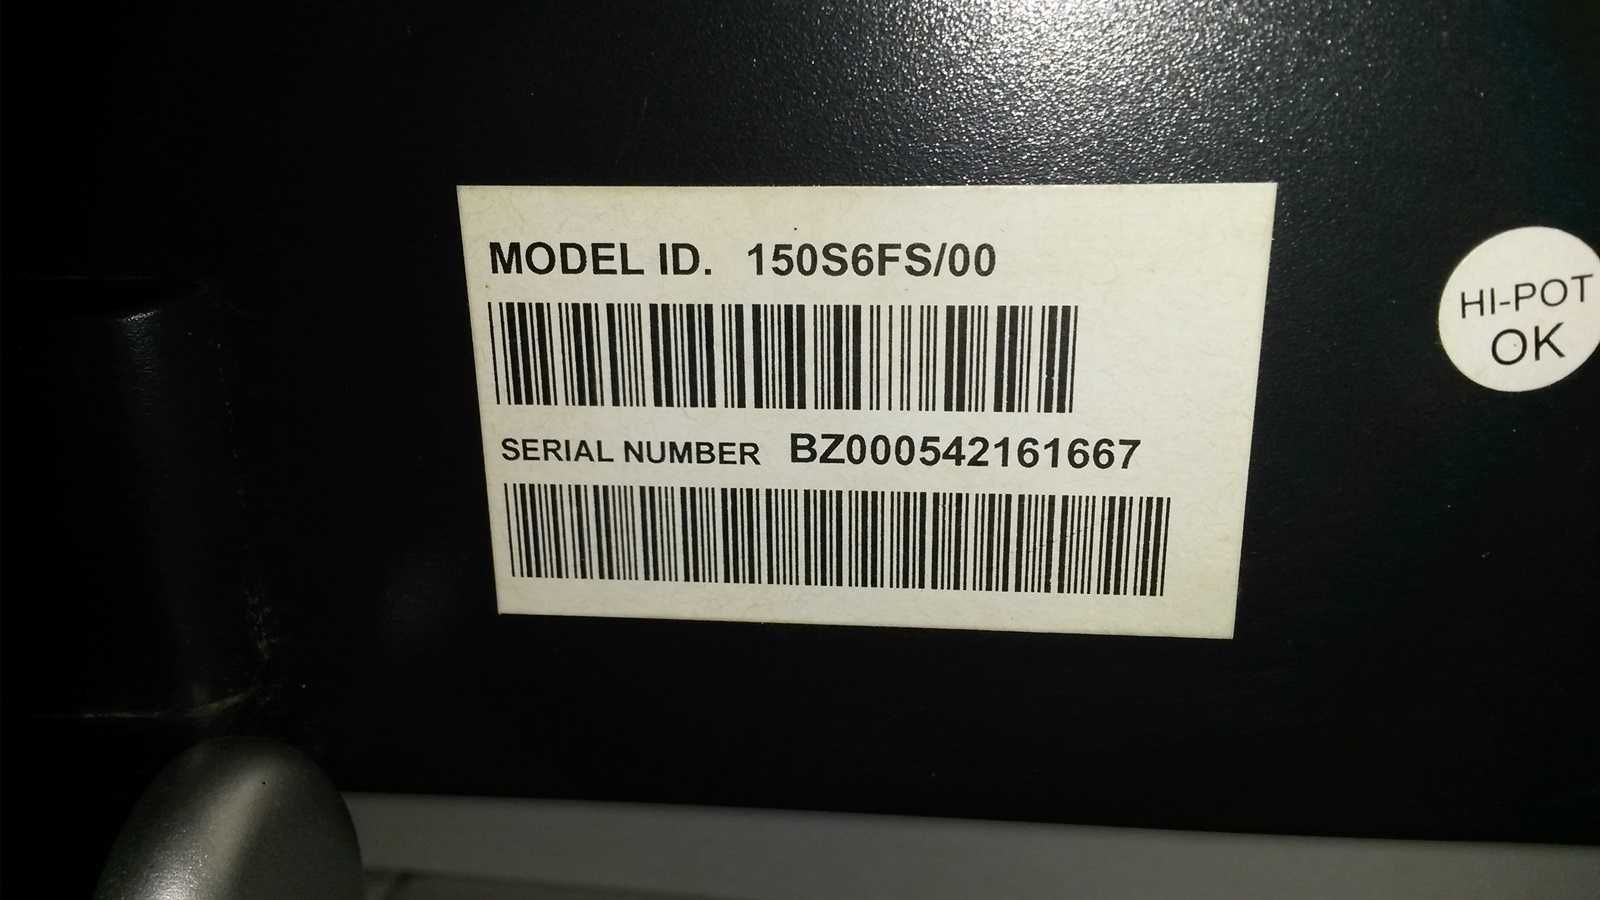 MODEL ID. 150S6FS/00
SERIAL NUMBER BZ000542161667
HI-POT
OK